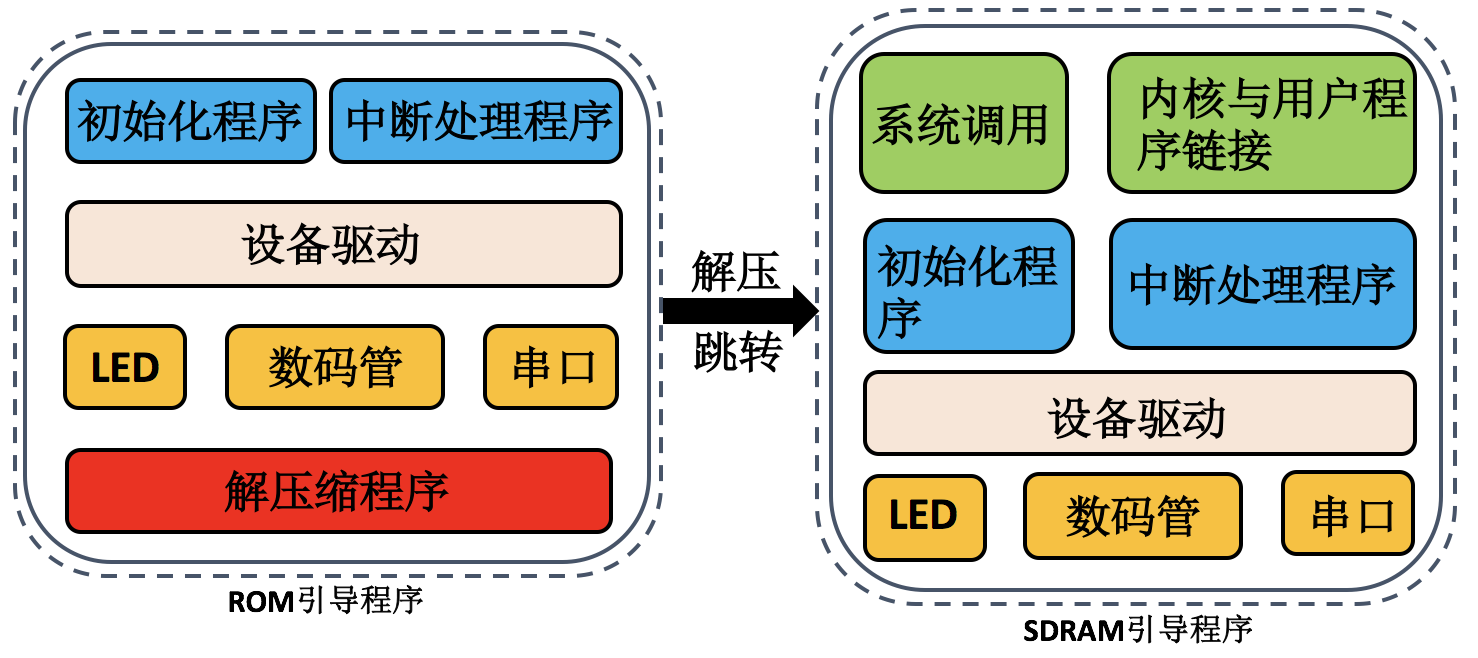 初始化程序
中断处理程序
设备驱动
LED
数码管
串口
解压缩程序
ROM引导程序
解压
跳转
系统调用
内核与用户程
序链接
初始化程
序
中断处理程序
设备驱动
LED
数码管
串口
SDRAM引导程序